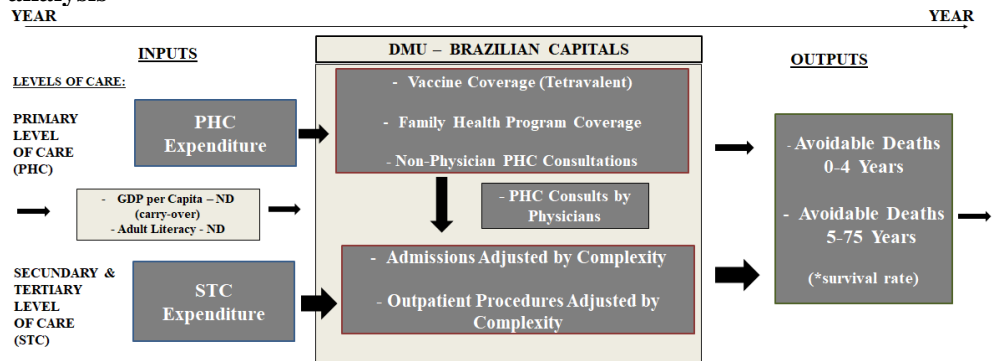 analysis
YEAR
YEAR
INPUTS
DMU – BRAZILIAN CAPITALS
OUTPUTS
LEVELS OF CARE:
PRIMARY
LEVEL
OF CARE
(PHC)
PHC
Expenditure
- Vaccine Coverage (Tetravalent)
- Family Health Program Coverage
- Non-Physician PHC Consultations
- PHC Consults by
Physicians
- GDP per Capita – ND
(carry-over)
- Adult Literacy - ND
SECUNDARY &
TERTIARY
LEVEL
OF CARE
(STC)
STC
Expenditure
- Admissions Adjusted by Complexity
- Outpatient Procedures Adjusted by
Complexity
- Avoidable Deaths
0-4 Years
- Avoidable Deaths
5-75 Years
(*survival rate)